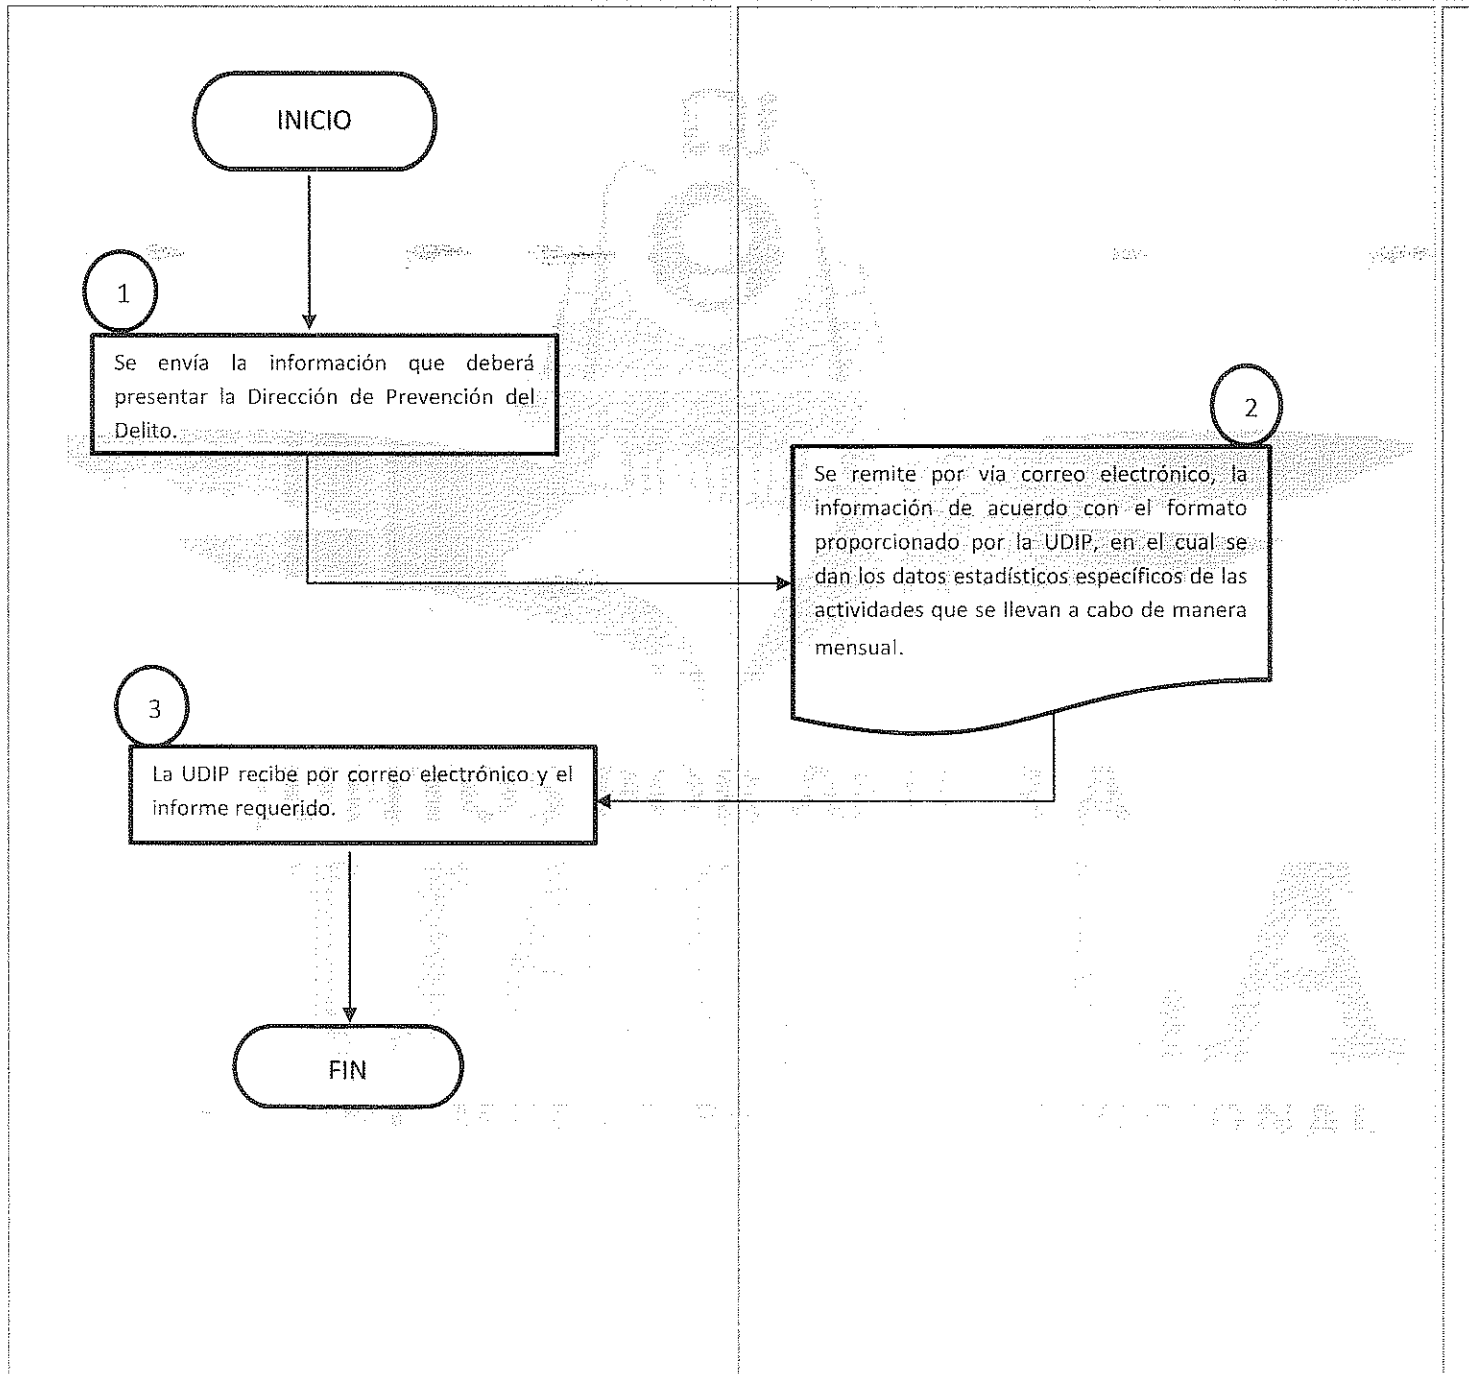 INICIO
1
Se envía la información que deberá
presentar la Dirección de Prevención del
Delito.
2
Se remite por vía correo electrónico, la
información de acuerdo con el formato
proporcionado por la UDIP, en el cual se
dan los datos estadísticos específicos de las
actividades que se llevan a cabo de manera
mensual.
3
La UDIP recibe por correo electrónico y el
informe requerido.
FIN